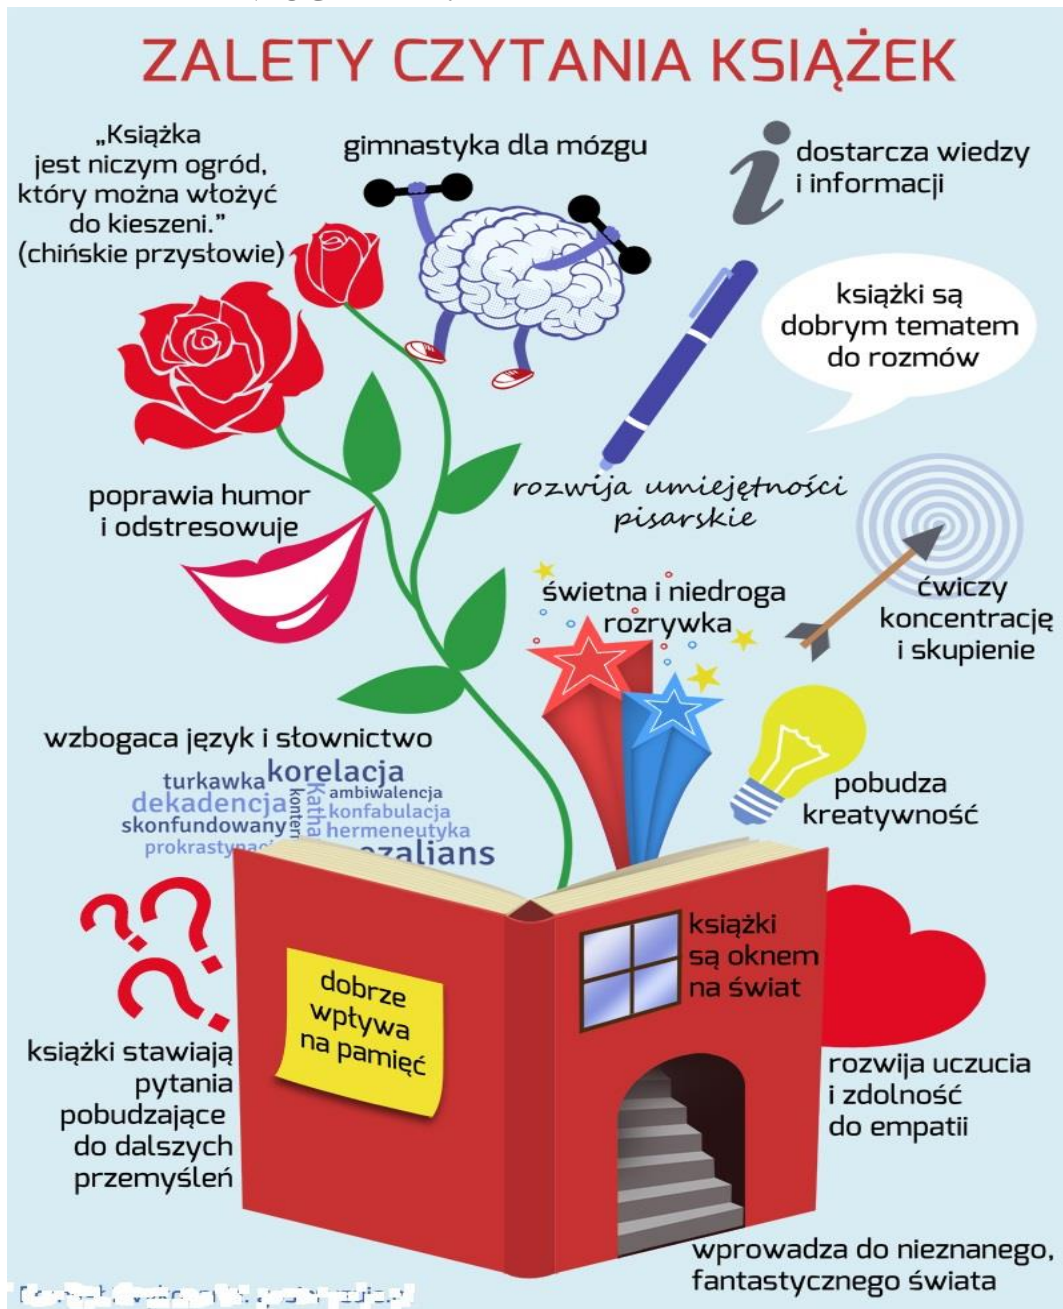 ZALETY CZYTANIA KSIĄŻEK
„Książka
jest niczym ogród,
który można włożyć
do kieszeni.”
(chińskie przysłowie)
gimnastyka dla mózgu
dostarcza wiedzy
i informacji
książki są
dobrym tematem
do rozmów
rozwija umiejętności
pisarskie
poprawia humor
i odstresowuje
świetna i niedroga
rozrywka
ćwiczy
koncentrację
i skupienie
wzbogaca język i słownictwo
turkawka
korelacja
ambiwalencja
dekadencja
konfabulacja
skonfundowany
hermeneutyka
pobudza
kreatywność
książki
są oknem
na świat
dobrze
wpływa
na pamięć
książki stawiają
pytania
pobudzające
do dalszych
przemyśleń
rozwija uczucia
i zdolność
do empatii
wprowadza do nieznanego,
fantastycznego świata